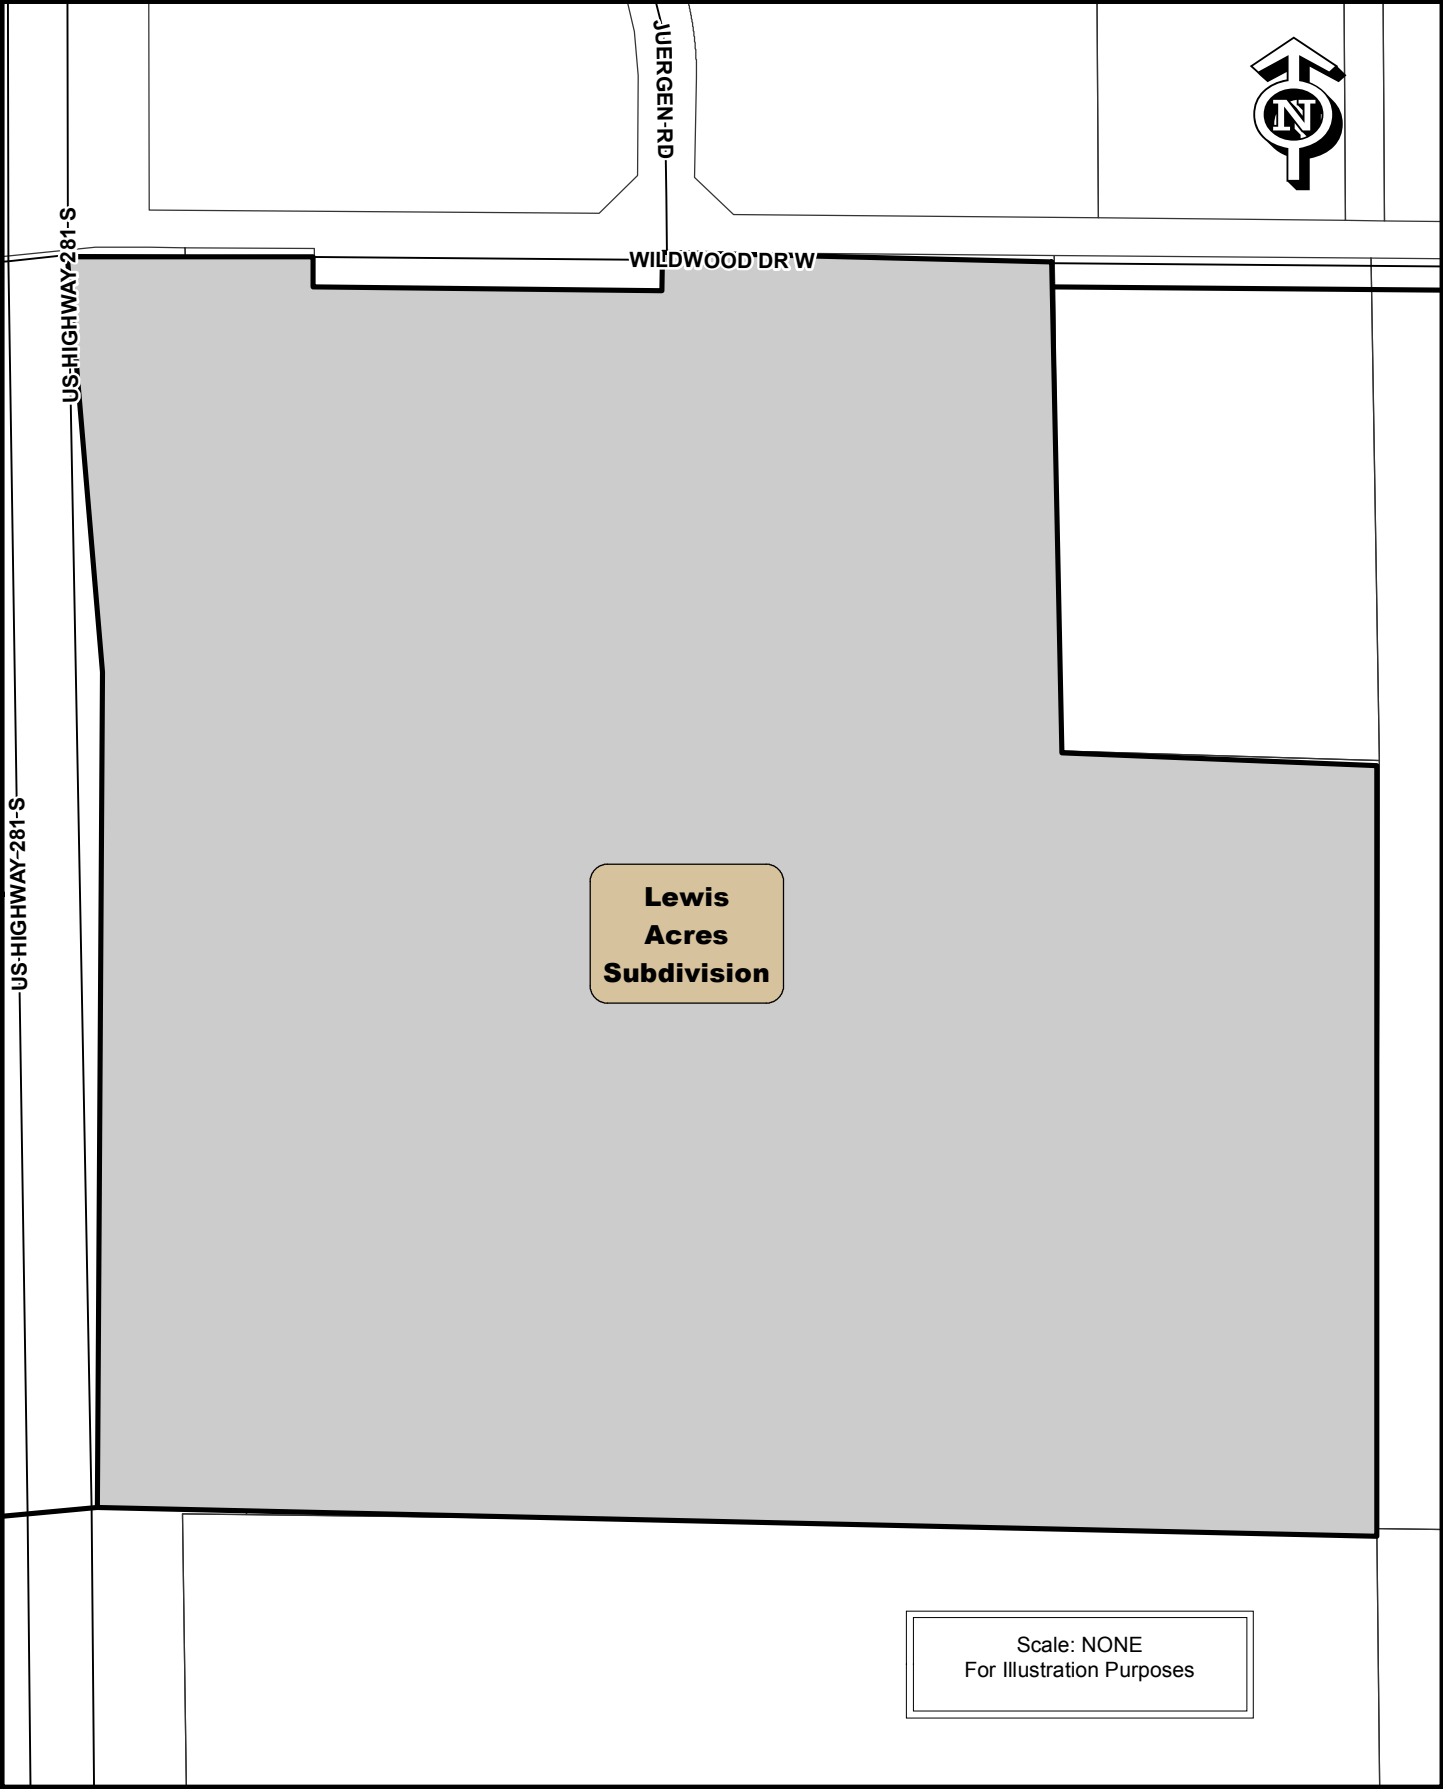 JUERGEN-RD
N
US-HIGHWAY-281-S
WILDWOOD DR W
US-HIGHWAY-281-S
Lewis
Acres
Subdivision
Scale: NONE
For Illustration Purposes